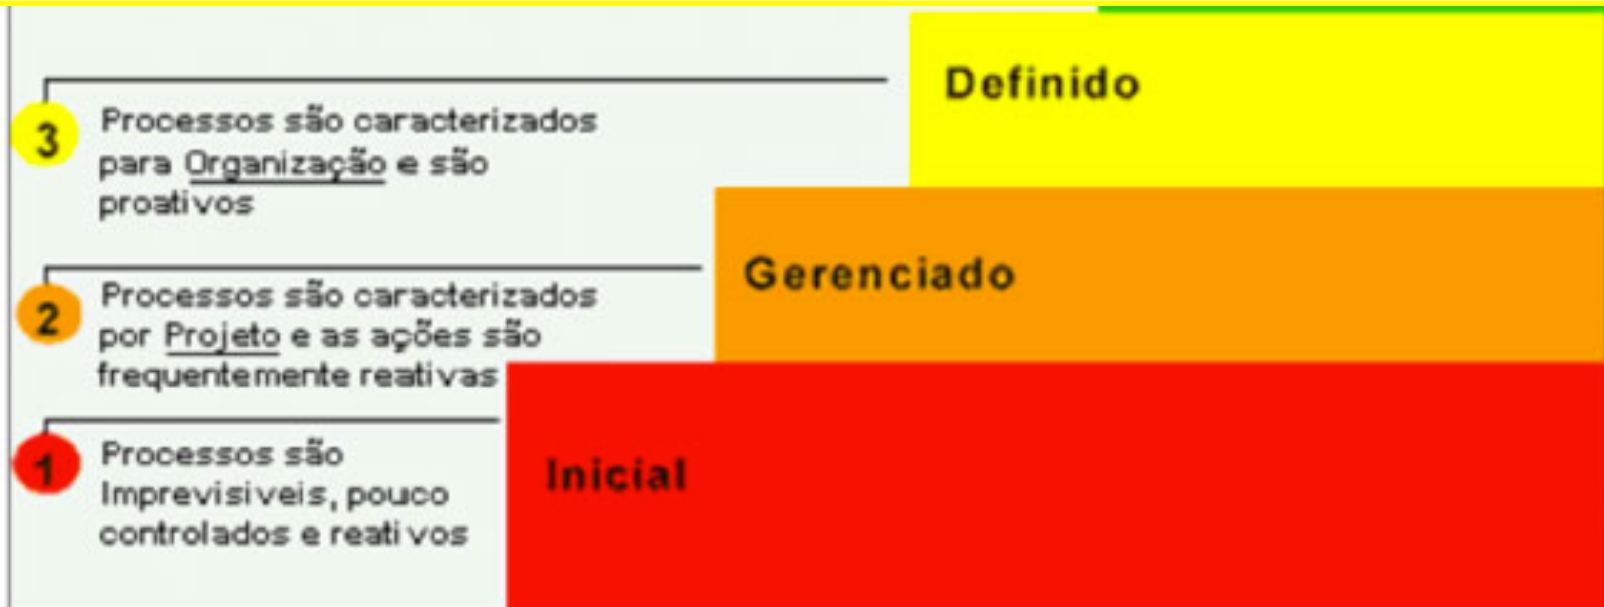 Definido
3
Processos são caracterizados
para Organização e são
proativos
Gerenciado
2
Processos são caracterizados
por Projeto e as ações são
frequentemente reativas
Inicial
1
Processos são
Imprevisiveis, pouco
controlados e reativos